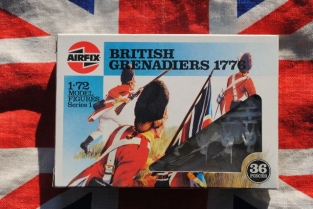 AIRFIX
BRITISH
GRENADIERS 1776
1-72
MODEL
FIGURES
Series 1
36
PIECES